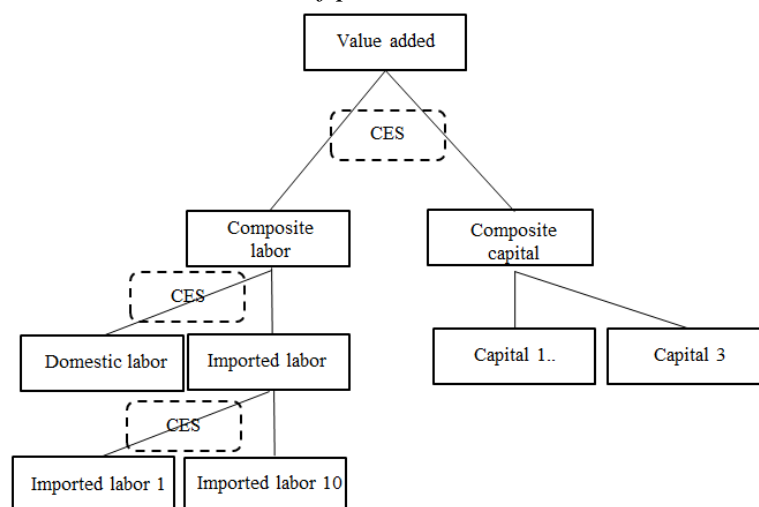 Value added
CES
Composite
labor
Composite
capital
CES
Domestic labor
Imported labor
Capital 1..
Capital 3
CES
Imported labor 1
Imported labor 10